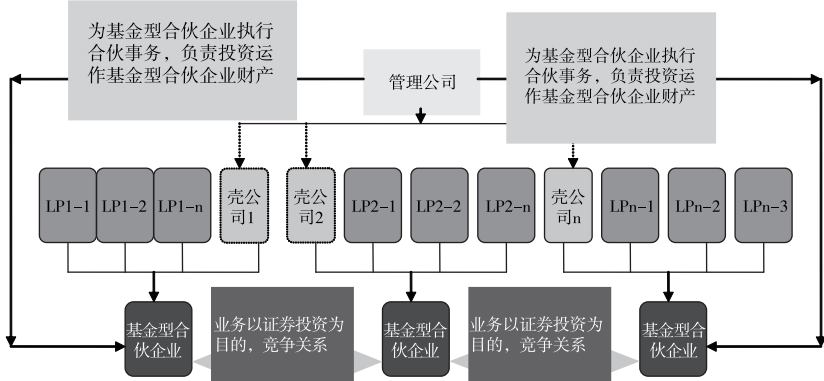 为基金型合伙企业执行
合伙事务，负责投资运
作基金型合伙企业财产
管理公司
为基金型合伙企业执行
合伙事务，负责投资运
作基金型合伙企业财产
LP1-1
LP1-2
LP1-n
壳公
司1
壳公
司2
LP2-1
LP2-2
LP2-n
壳公
司n
LPn-1
LPn-2
LPn-3
基金型合
伙企业
业务以证券投资为
目的，竞争关系
基金型合
伙企业
业务以证券投资为
目的，竞争关系
基金型合
伙企业